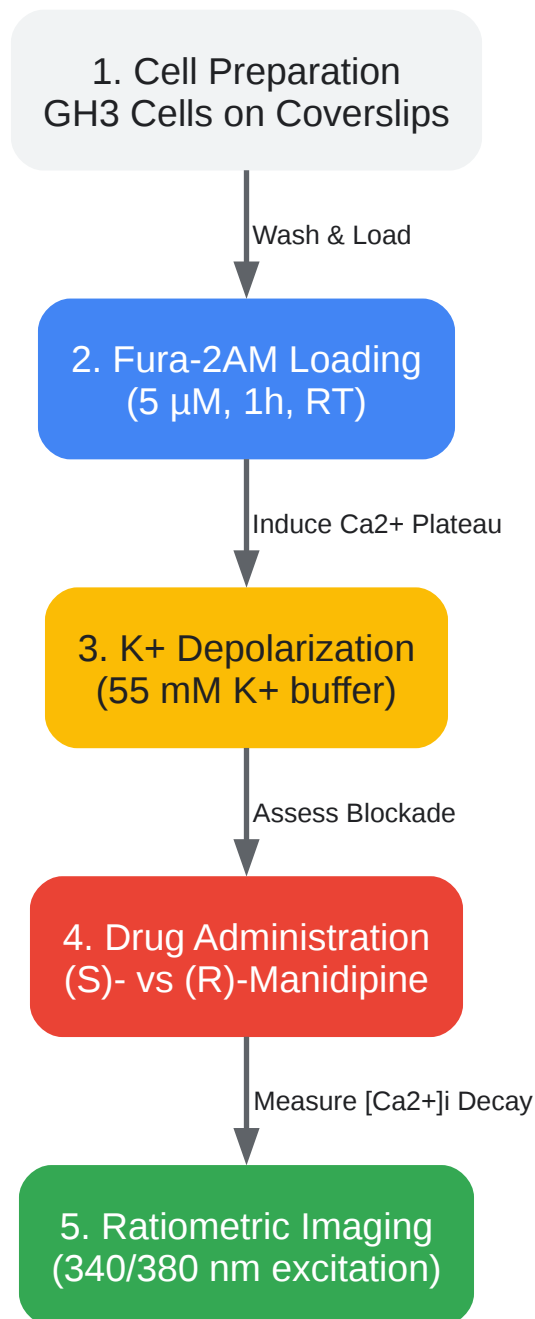 1. Cell Preparation
GH3 Cells on Coverslips
Wash & Load
2. Fura-2AM Loading
(5 µM, 1h, RT)
Induce Ca2+ Plateau
3. K+ Depolarization
(55 mM K+ buffer)
Assess Blockade
4. Drug Administration
(S)- vs (R)-Manidipine
Measure [Ca2+]i Decay
5. Ratiometric Imaging
(340/380 nm excitation)